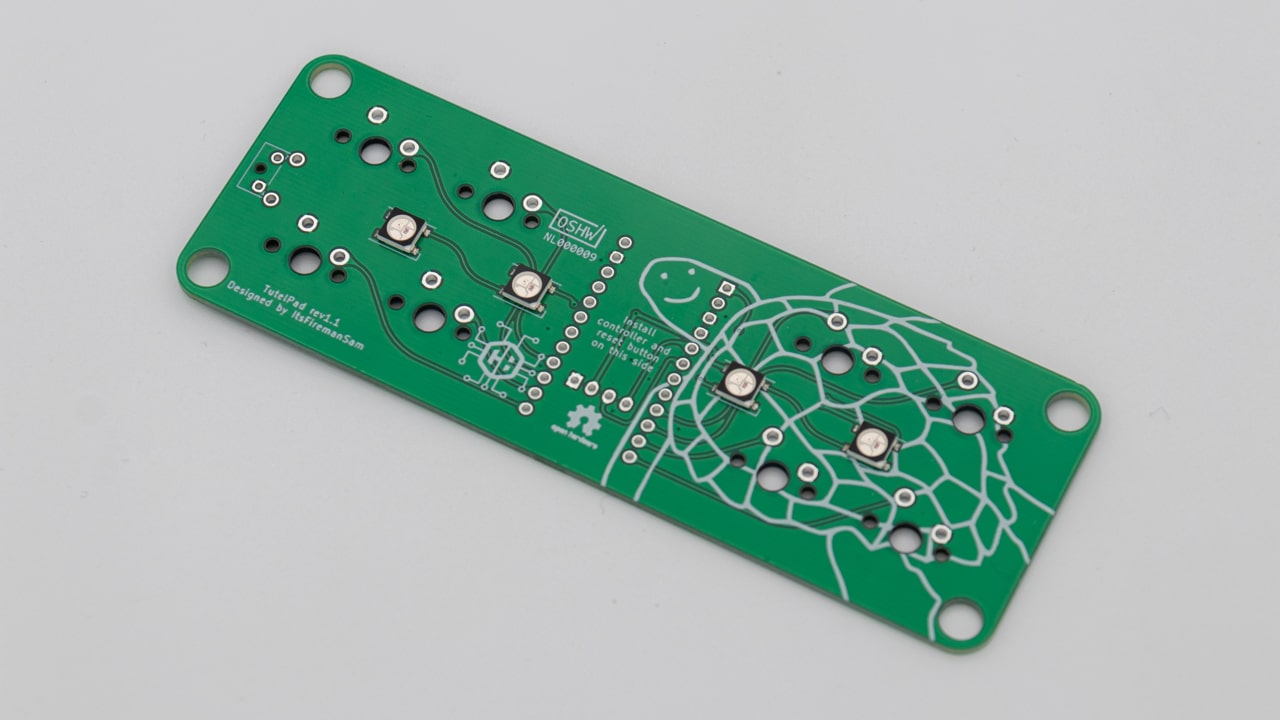 OSHW
NL000009
TutelPad rev1.1
Designed by ItsFiremanSam
Install
controller and
reset button
on this side
open hardware